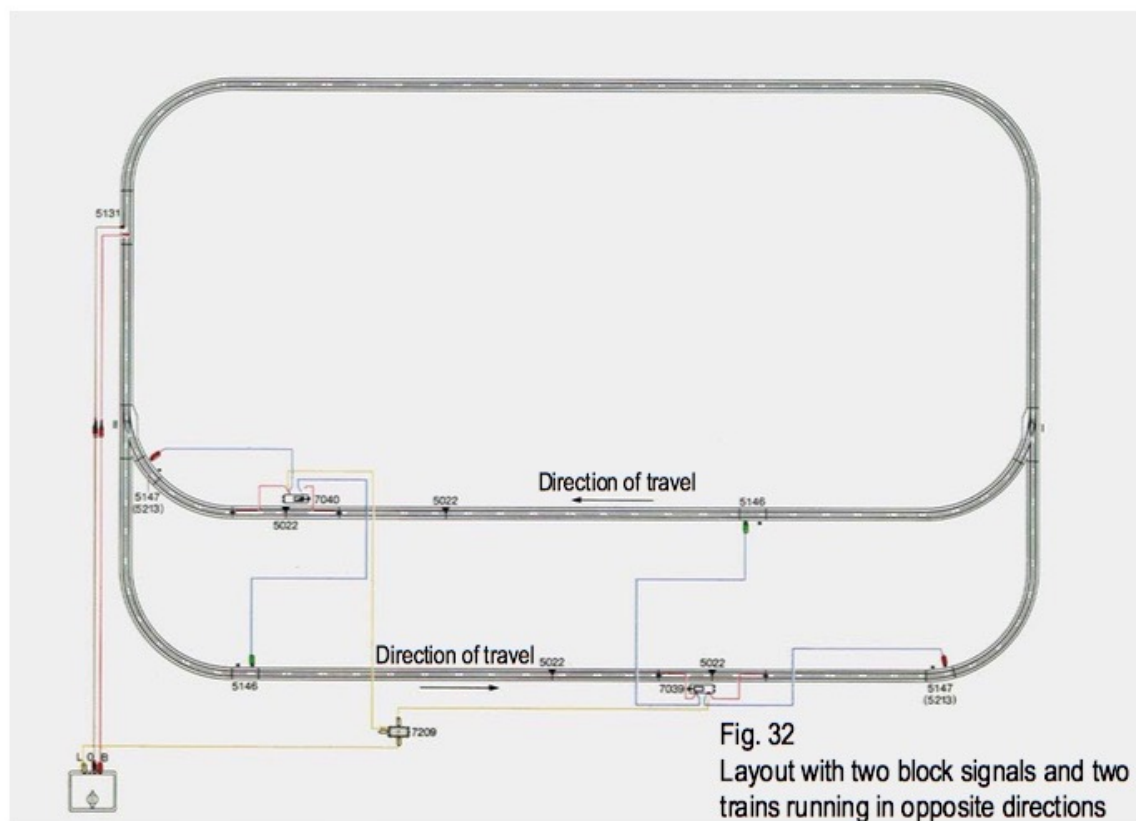 5131
II
I
5147
(5213)
7040
5022
5022
Direction of travel
5146
Direction of travel
5146
5022
5022
7039
5147
(5213)
7209
L O B
Fig. 32
Layout with two block signals and two
trains running in opposite directions